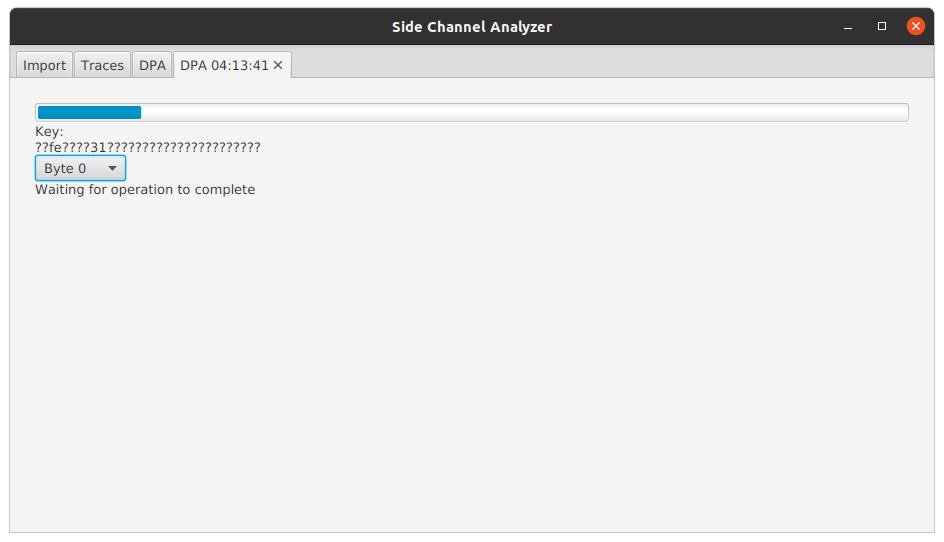 Side Channel Analyzer
Import Traces DPA DPA 04:13:41
Key:
??fe????31??????????????????????
Byte 0
Waiting for operation to complete